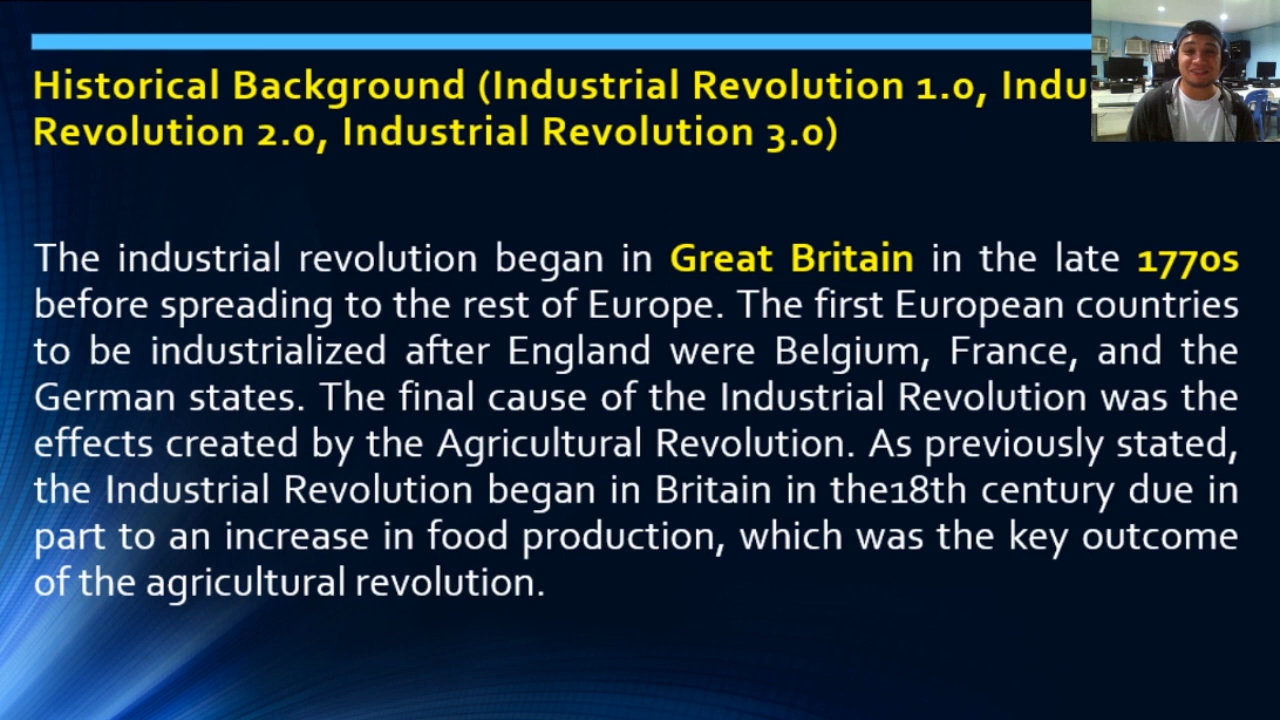 Historical Background (Industrial Revolution 1.0, Indu
Revolution 2.0, Industrial Revolution 3.0)
The industrial revolution began in Great Britain in the late 1770s
before spreading to the rest of Europe. The first European countries
to be industrialized after England were Belgium, France, and the
German states. The final cause of the Industrial Revolution was the
effects created by the Agricultural Revolution. As previously stated,
the Industrial Revolution began in Britain in the18th century due in
part to an increase in food production, which was the key outcome
of the agricultural revolution.